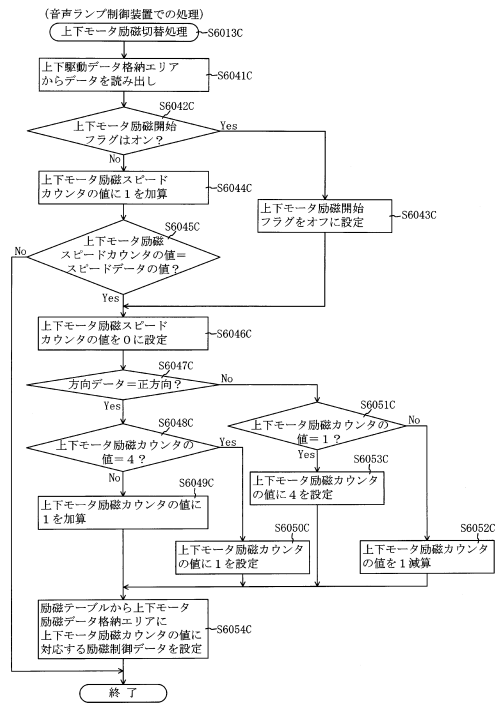 (音声ランプ制御装置での処理)
上下モータ励磁切替処理
S6013C
上下駆動データ格納エリア
からデータを読み出し
S6041C
S6042C
上下モータ励磁開始
フラグはオン?
Yes
No
上下モータ励磁スピード
カウンタの値に1を加算
S6044C
上下モータ励磁開始
フラグをオフに設定
S6043C
S6045C
上下モータ励磁
スピードカウンタの値=
スピードデータの値?
No
Yes
上下モータ励磁スピード
カウンタの値を0に設定
S6046C
S6047C
方向データ=正方向?
No
Yes
S6048C
上下モータ励磁カウンタの
値=4?
Yes
No
S6051C
上下モータ励磁カウンタの
値=1?
No
Yes
S6053C
上下モータ励磁カウンタ
の値に4を設定
S6049C
上下モータ励磁カウンタの値に
1を加算
S6050C
上下モータ励磁カウンタ
の値に1を設定
S6052C
上下モータ励磁カウンタ
の値を1減算
励磁テーブルから上下モータ
励磁データ格納エリアに
上下モータ励磁カウンタの値に
対応する励磁制御データを設定
S6054C
終了